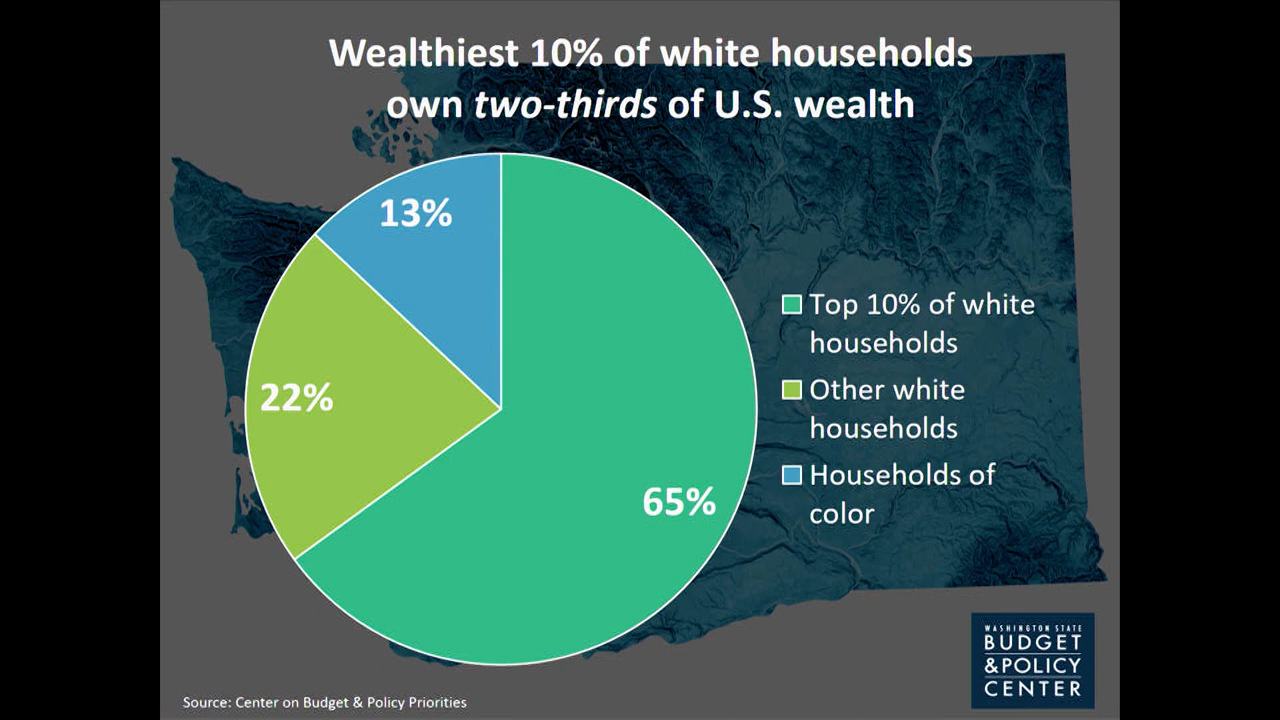 Wealthiest 10% of white households
own two-thirds of U.S. wealth
13%
22%
65%
Top 10% of white
households
Other white
households
Households of
color
WASHINGTON STATE
BUDGET
& POLICY
CENTER
Source: Center on Budget & Policy Priorities